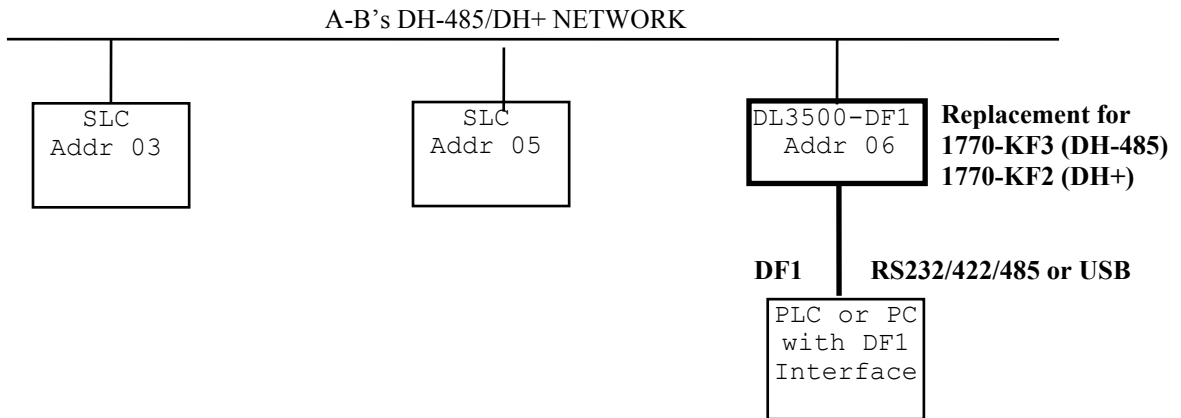 A-B's DH-485/DH+ NETWORK
SLC
Addr 03
SLC
Addr 05
DL3500-DF1
Addr 06
Replacement for
1770-KF3 (DH-485)
1770-KF2 (DH+)
DF1
RS232/422/485 or USB
PLC or PC
with DF1
Interface